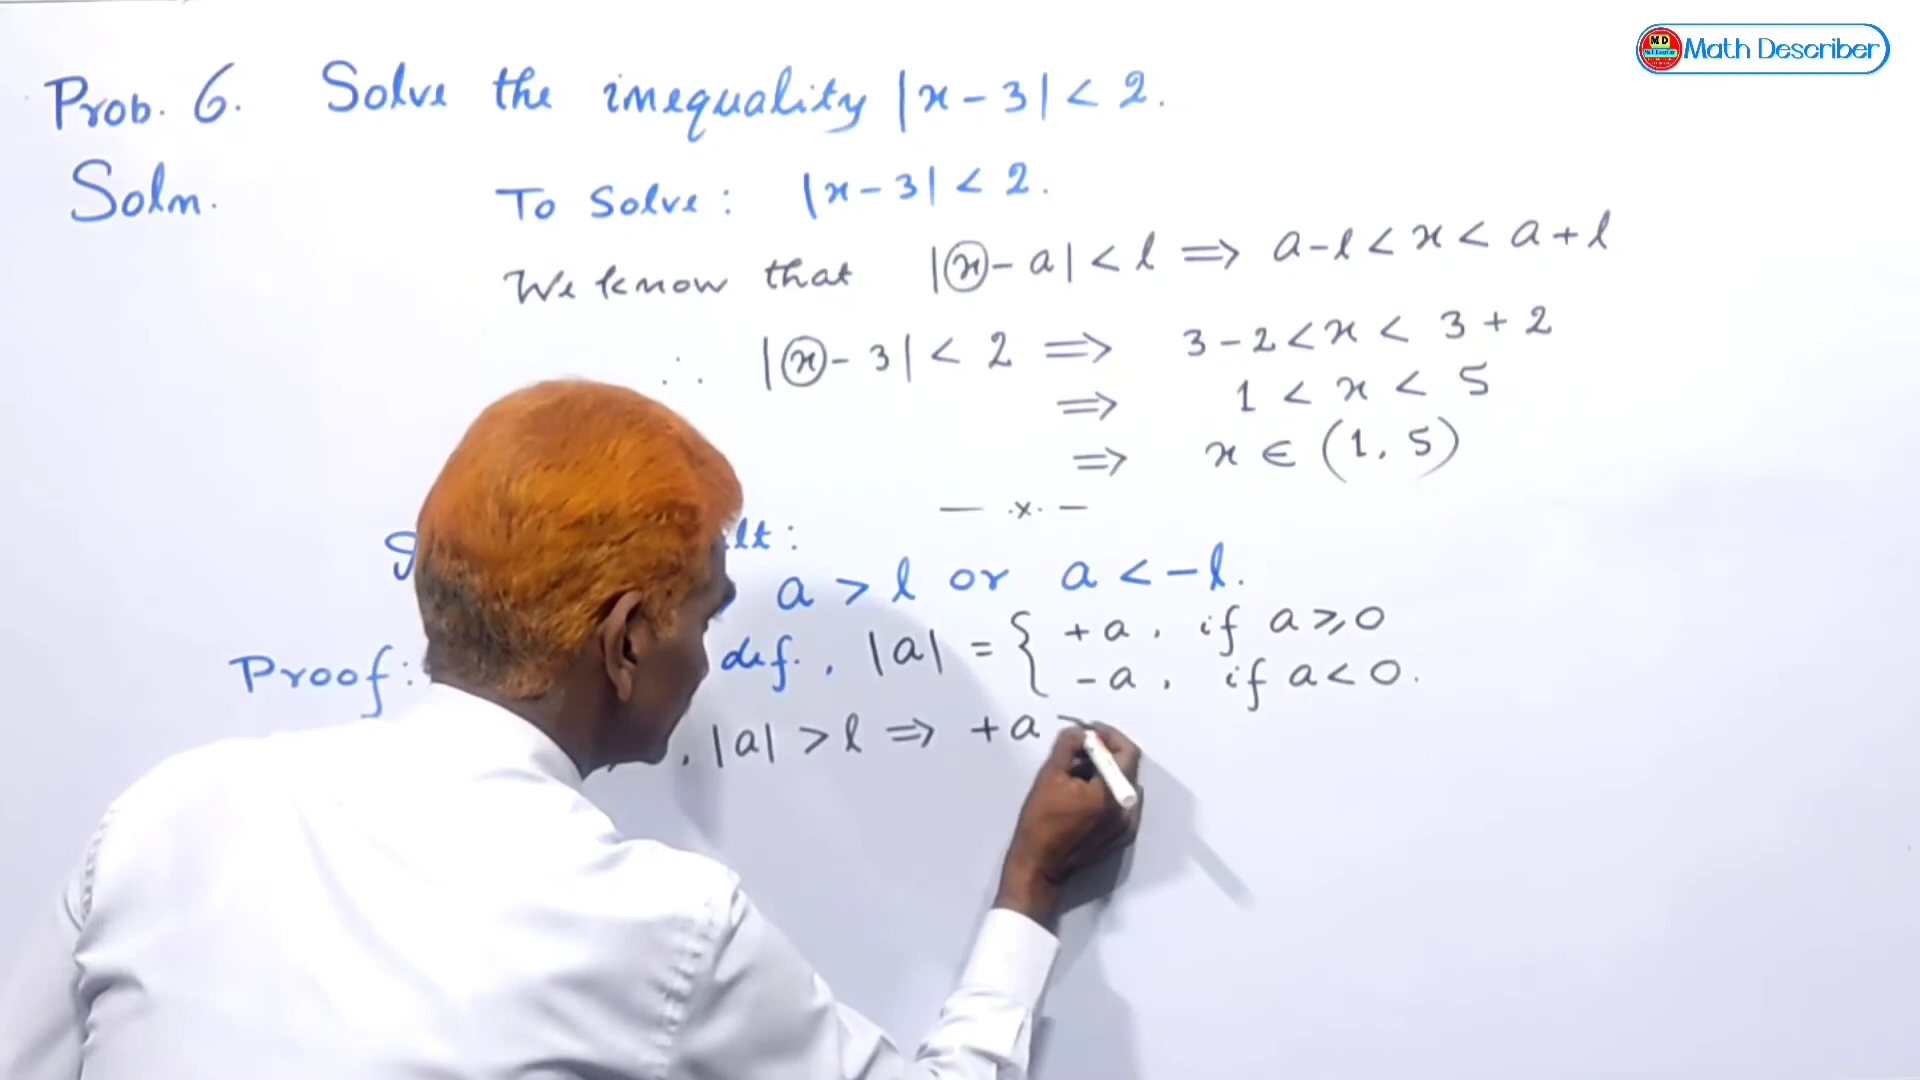 MD Math Describer
Prob. 6. Solve the inequality |x - 3| < 2.
Soln. To Solve: |x - 3| < 2.
We know that |x - a| < l ⟹ a - l < x < a + l
∴ |x - 3| < 2 ⟹ 3 - 2 < x < 3 + 2
⟹ 1 < x < 5
⟹ x ∈ (1, 5)
— .x. —
a > l or a < -l.
Proof: def., |a| = { +a, if a ⩾ 0
-a, if a < 0.
, |a| > l ⟹ +a >